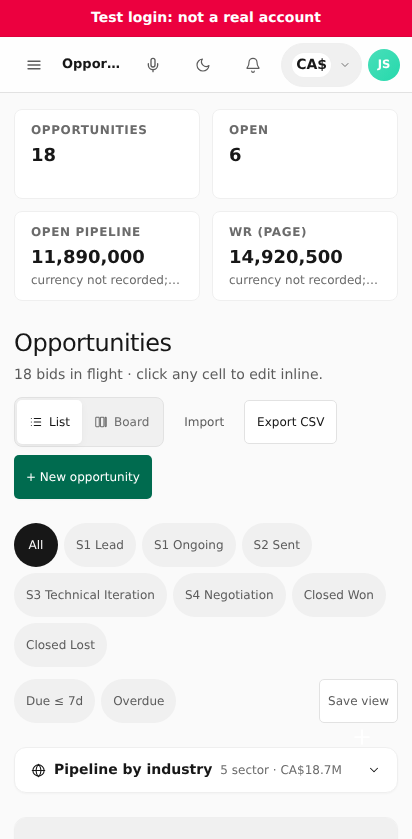 Test login: not a real account
Oppor...
CA$
JS
OPPORTUNITIES
18
OPEN
6
OPEN PIPELINE
11,890,000
currency not recorded;...
WR (PAGE)
14,920,500
currency not recorded;...
Opportunities
18 bids in flight · click any cell to edit inline.
List
Board
Import
Export CSV
+ New opportunity
All
S1 Lead
S1 Ongoing
S2 Sent
S3 Technical Iteration
S4 Negotiation
Closed Won
Closed Lost
Due ≤ 7d
Overdue
Save view
Pipeline by industry 5 sector · CA$18.7M